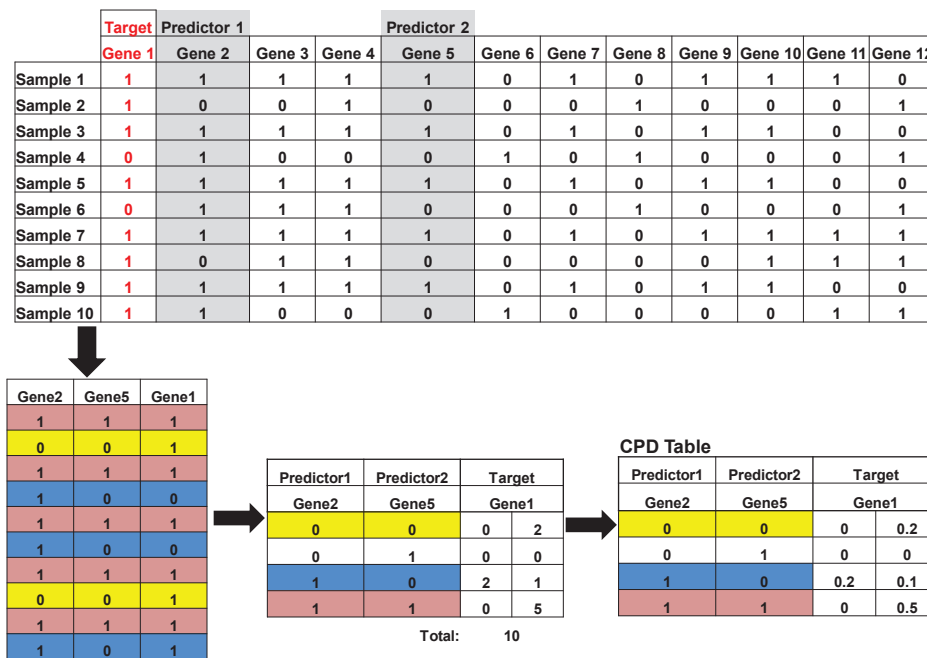 Target Predictor 1 Predictor 2
Gene 1 Gene 2 Gene 3 Gene 4 Gene 5 Gene 6 Gene 7 Gene 8 Gene 9 Gene 10 Gene 11 Gene 12
Sample 1 1 1 1 1 1 0 1 0 1 1 1 0
Sample 2 1 0 0 1 0 0 0 1 0 0 0 1
Sample 3 1 1 1 1 1 0 1 0 1 1 0 0
Sample 4 0 1 0 0 0 1 0 1 0 0 0 1
Sample 5 1 1 1 1 1 0 1 0 1 1 0 0
Sample 6 0 1 1 1 0 0 0 1 0 0 0 1
Sample 7 1 1 1 1 1 0 1 0 1 1 1 1
Sample 8 1 0 1 1 0 0 0 0 0 1 1 1
Sample 9 1 1 1 1 1 0 1 0 1 1 0 0
Sample 10 1 1 0 0 0 1 0 0 0 0 1 1
Gene2 Gene5 Gene1
1 1 1
0 0 1
1 1 1
1 0 0
1 1 1
1 0 0
1 1 1
0 0 1
1 1 1
1 0 1
Predictor1 Predictor2 Target
Gene2 Gene5 Gene1
0 0 0 2
0 1 0 0
1 0 2 1
1 1 0 5
Total: 10
CPD Table
Predictor1 Predictor2 Target
Gene2 Gene5 Gene1
0 0 0 0.2
0 1 0 0
1 0 0.2 0.1
1 1 0 0.5